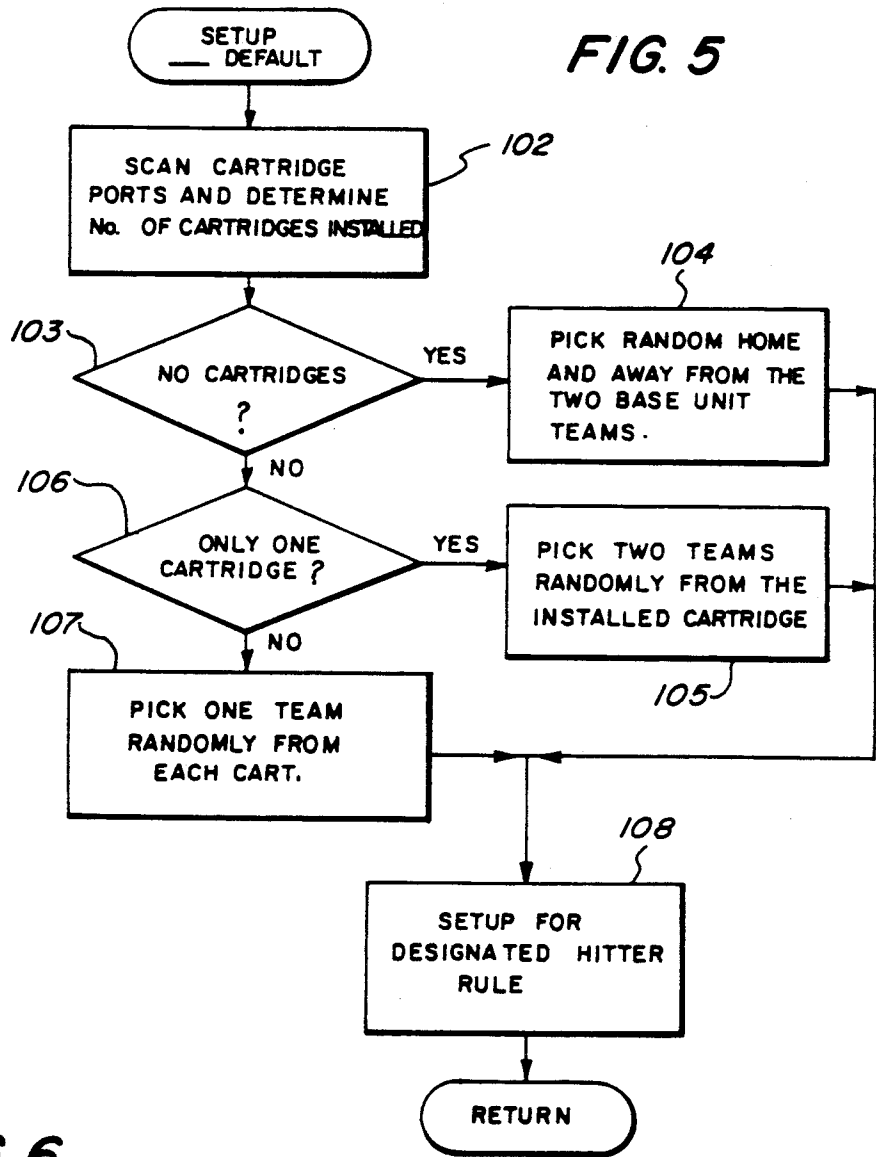 SETUP
__ DEFAULT
FIG. 5
102
SCAN CARTRIDGE
PORTS AND DETERMINE
No. OF CARTRIDGES INSTALLED
104
103
NO CARTRIDGES
?
YES
PICK RANDOM HOME
AND AWAY FROM THE
TWO BASE UNIT
TEAMS.
NO
106
ONLY ONE
CARTRIDGE ?
YES
PICK TWO TEAMS
RANDOMLY FROM THE
INSTALLED CARTRIDGE
105
NO
107
PICK ONE TEAM
RANDOMLY FROM
EACH CART.
108
SETUP FOR
DESIGNATED HITTER
RULE
RETURN